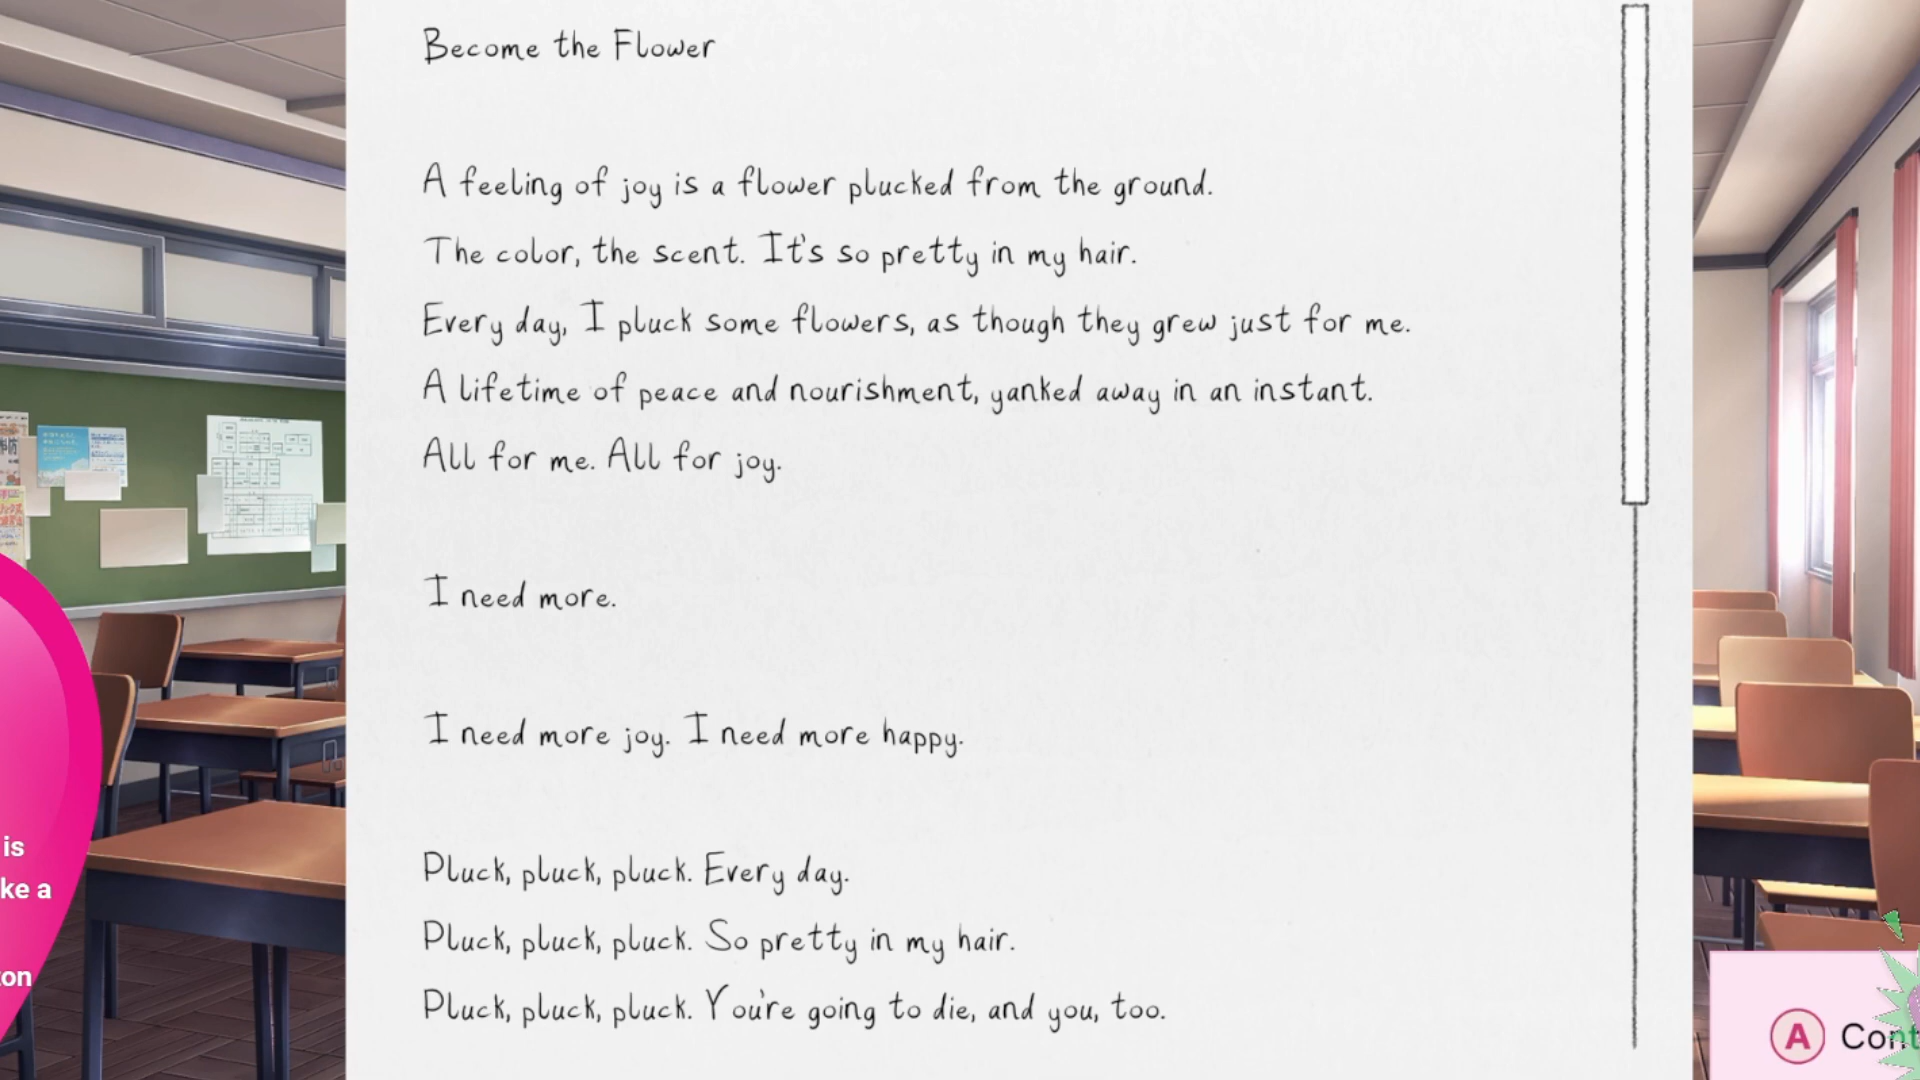 Become the Flower
A feeling of joy is a flower plucked from the ground.
The color, the scent. It's so pretty in my hair.
Every day, I pluck some flowers, as though they grew just for me.
A lifetime of peace and nourishment, yanked away in an instant.
All for me. All for joy.
I need more.
I need more joy. I need more happy.
Pluck, pluck, pluck. Every day.
Pluck, pluck, pluck. So pretty in my hair.
Pluck, pluck, pluck. You're going to die, and you, too.
is
ke a
ton
A Cont